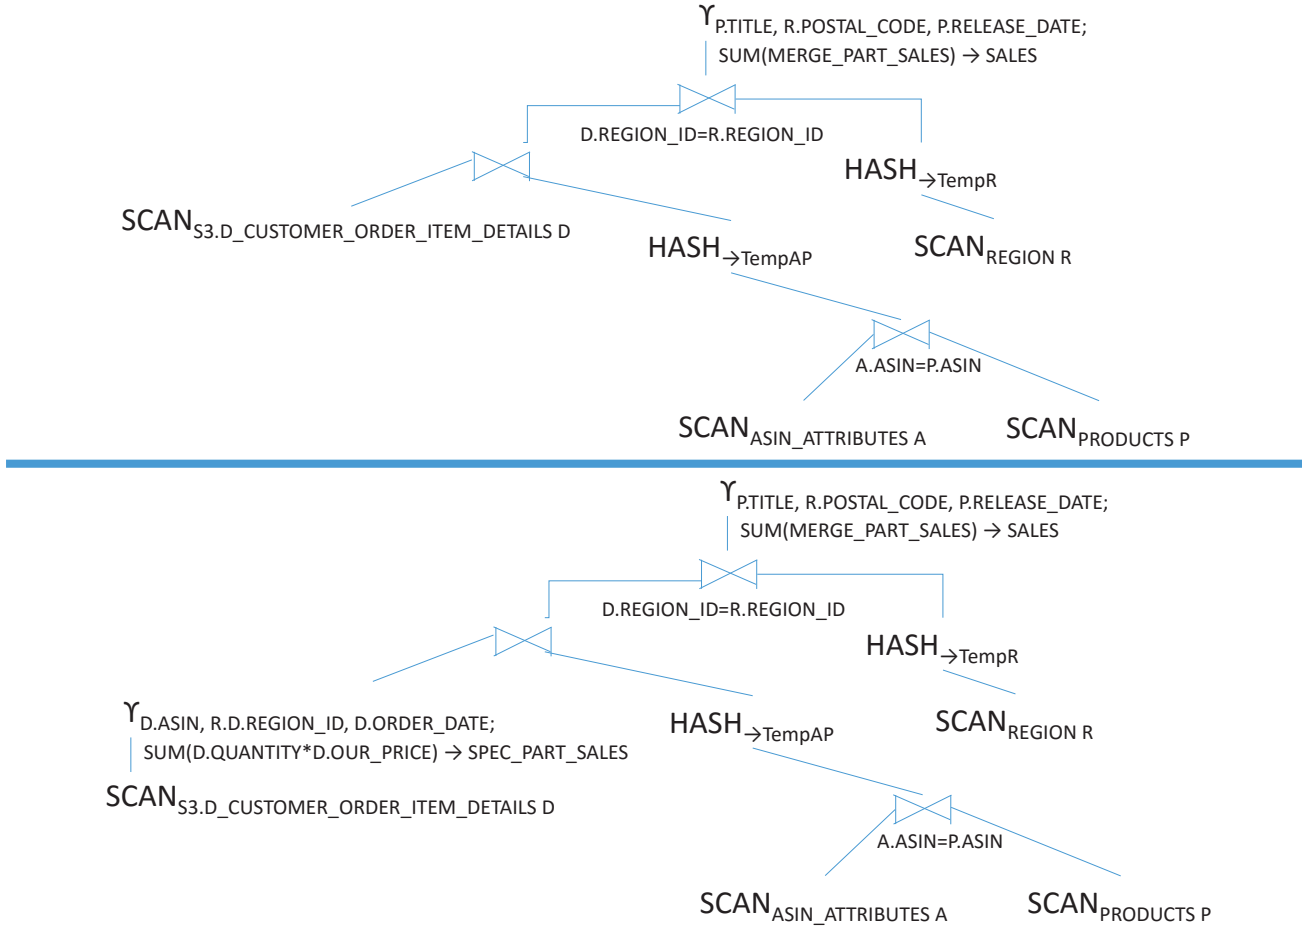 ϒP.TITLE, R.POSTAL_CODE, P.RELEASE_DATE;
SUM(MERGE_PART_SALES) → SALES
D.REGION_ID=R.REGION_ID
HASH→TempR
SCANS3.D_CUSTOMER_ORDER_ITEM_DETAILS D
HASH→TempAP
SCANREGION R
A.ASIN=P.ASIN
SCANASIN_ATTRIBUTES A
SCANPRODUCTS P
ϒP.TITLE, R.POSTAL_CODE, P.RELEASE_DATE;
SUM(MERGE_PART_SALES) → SALES
D.REGION_ID=R.REGION_ID
HASH→TempR
ϒD.ASIN, R.D.REGION_ID, D.ORDER_DATE;
SUM(D.QUANTITY*D.OUR_PRICE) → SPEC_PART_SALES
HASH→TempAP
SCANREGION R
SCANS3.D_CUSTOMER_ORDER_ITEM_DETAILS D
A.ASIN=P.ASIN
SCANASIN_ATTRIBUTES A
SCANPRODUCTS P